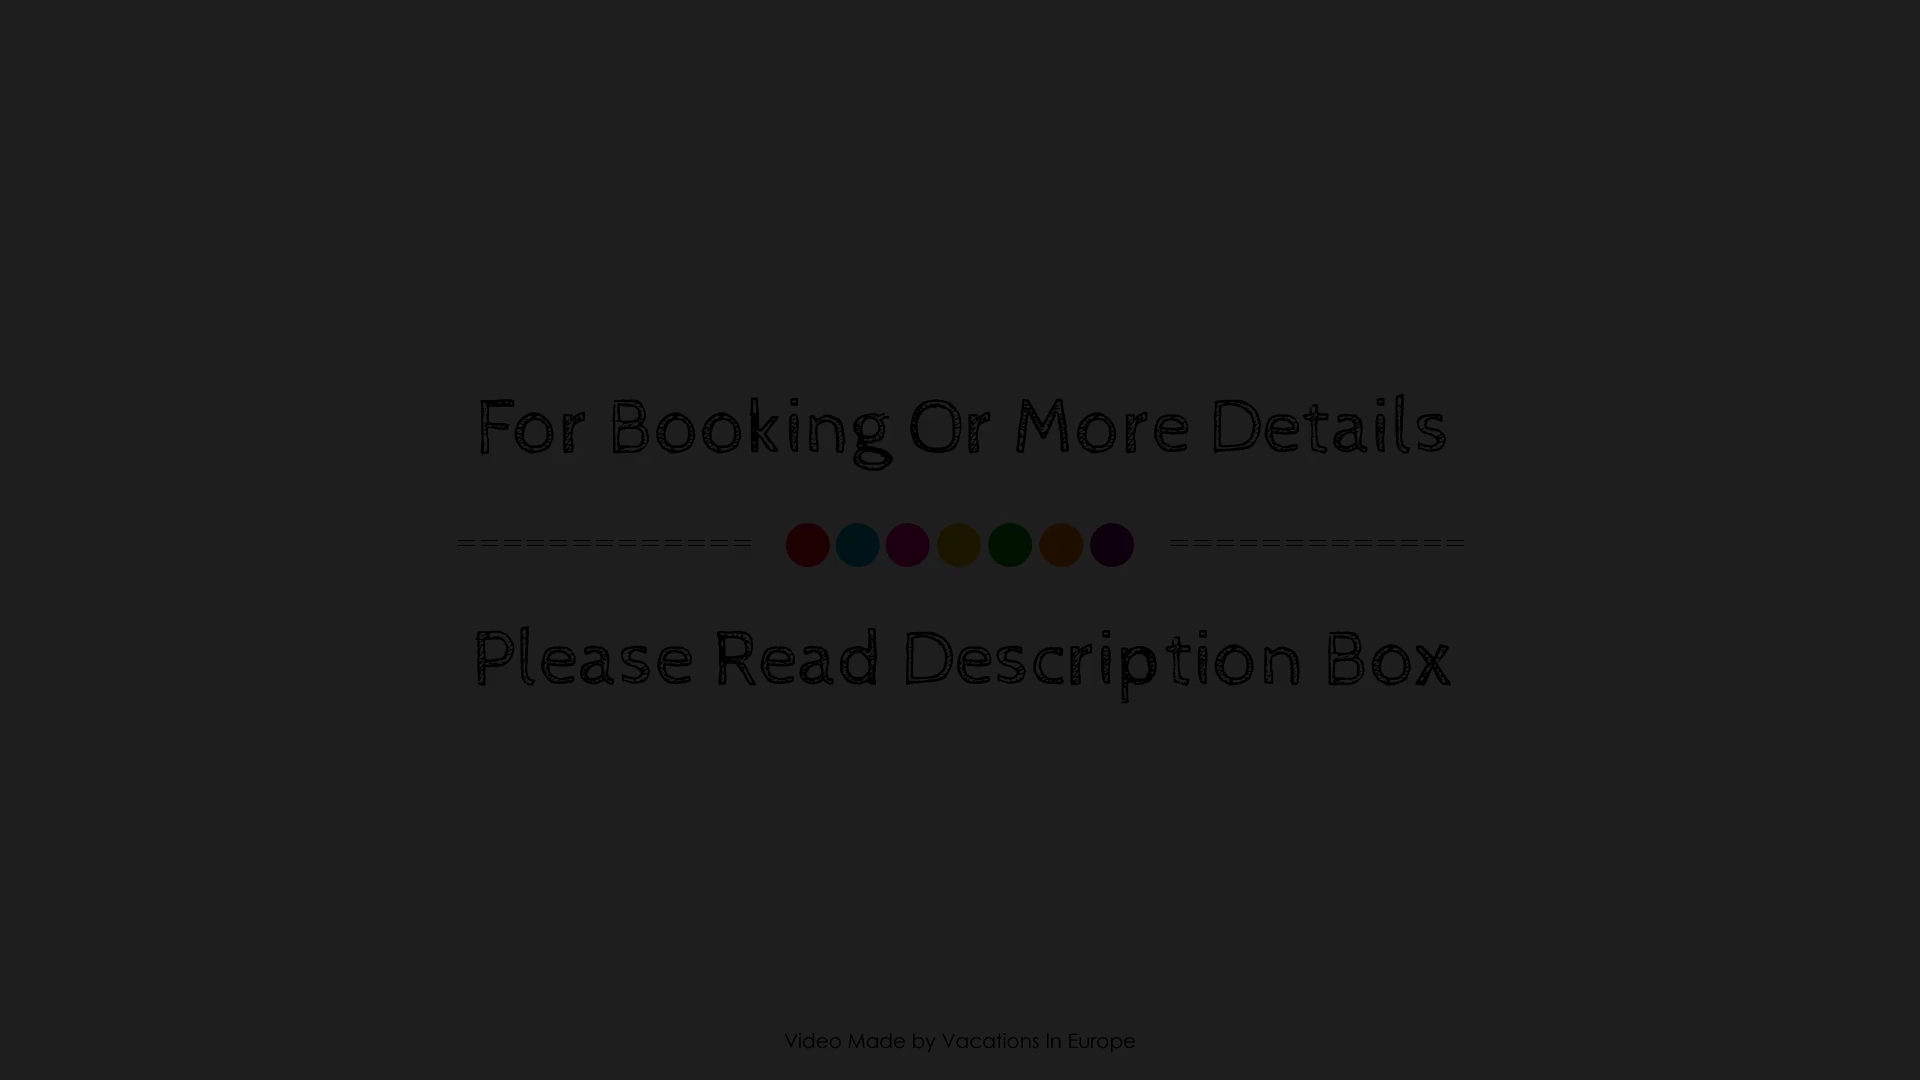 For Booking Or More Details
============= =============
Please Read Description Box
Video Made by Vacations In Europe